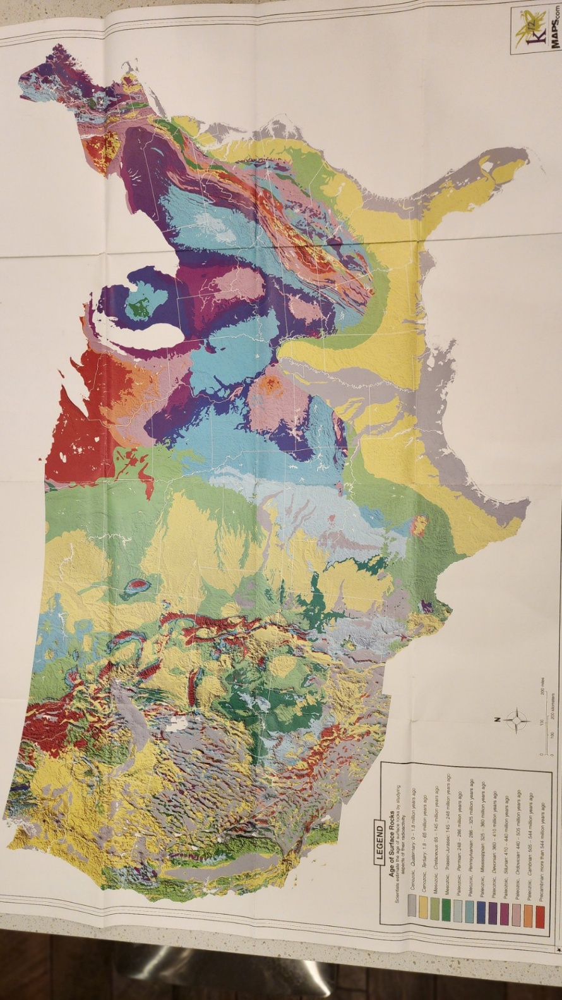 k12
MAPS.com
N
0 100 200 miles
0 100 200 kilometers
LEGEND
Age of Surface Rocks
Scientists estimate the age of surface rocks by studying
aspects of their radioactivity.
Cenozoic, Quaternary: 0 – 1.8 million years ago
Cenozoic, Tertiary: 1.8 – 65 million years ago
Mesozoic, Cretaceous: 65 – 145 million years ago
Mesozoic, Triassic-Jurassic: 145 – 248 million years ago
Paleozoic, Permian: 248 – 286 million years ago
Paleozoic, Pennsylvanian: 286 – 325 million years ago
Paleozoic, Mississippian: 325 – 360 million years ago
Paleozoic, Devonian: 360 – 410 million years ago
Paleozoic, Silurian: 410 – 440 million years ago
Paleozoic, Ordovician: 440 – 505 million years ago
Paleozoic, Cambrian: 505 – 544 million years ago
Precambrian: more than 544 million years ago